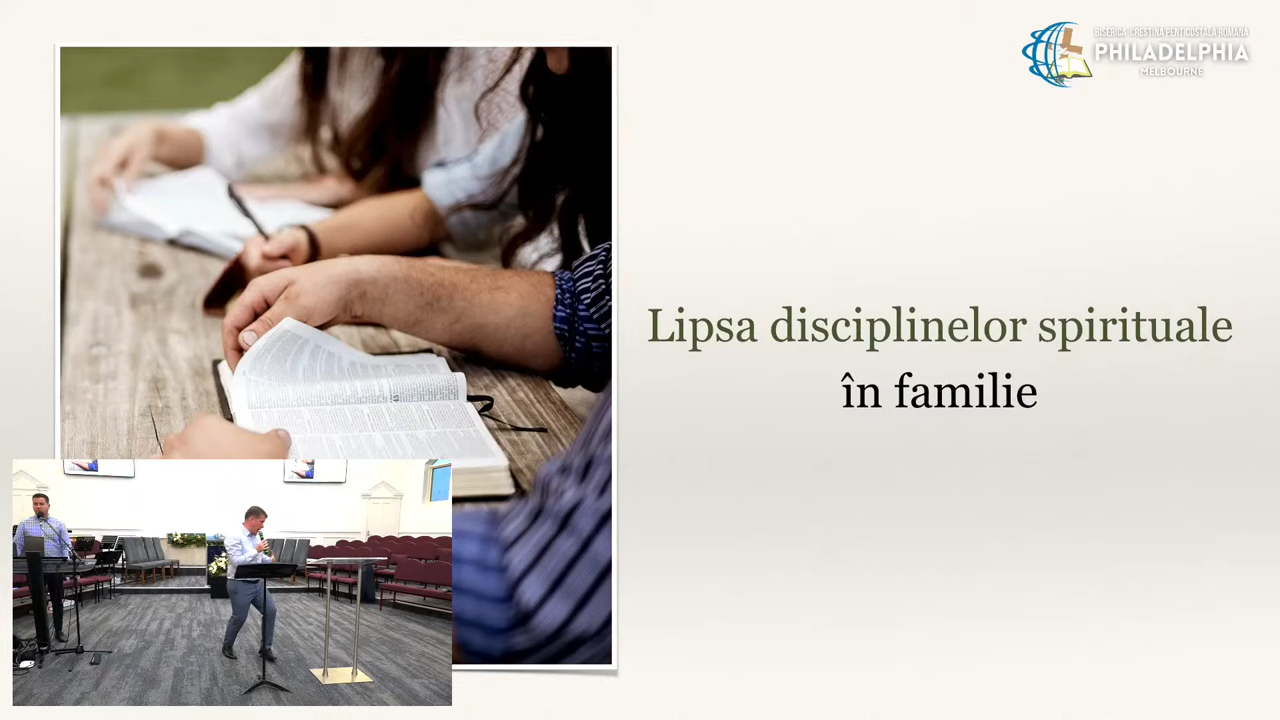 BISERICA CREȘTINĂ PENTICOSTALĂ ROMÂNĂ
PHILADELPHIA
MELBOURNE
Lipsa disciplinelor spirituale
în familie